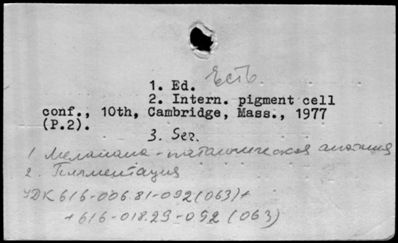 1. Ed. Есть
2. Intern. pigment cell
conf., 10th, Cambridge, Mass., 1977
(P.2).
3. Ser.
1 Меланома - патологическая анатомия
2. Пигментация
УДК 616-006.81-092(063)+
+616-018.29-092 (063)